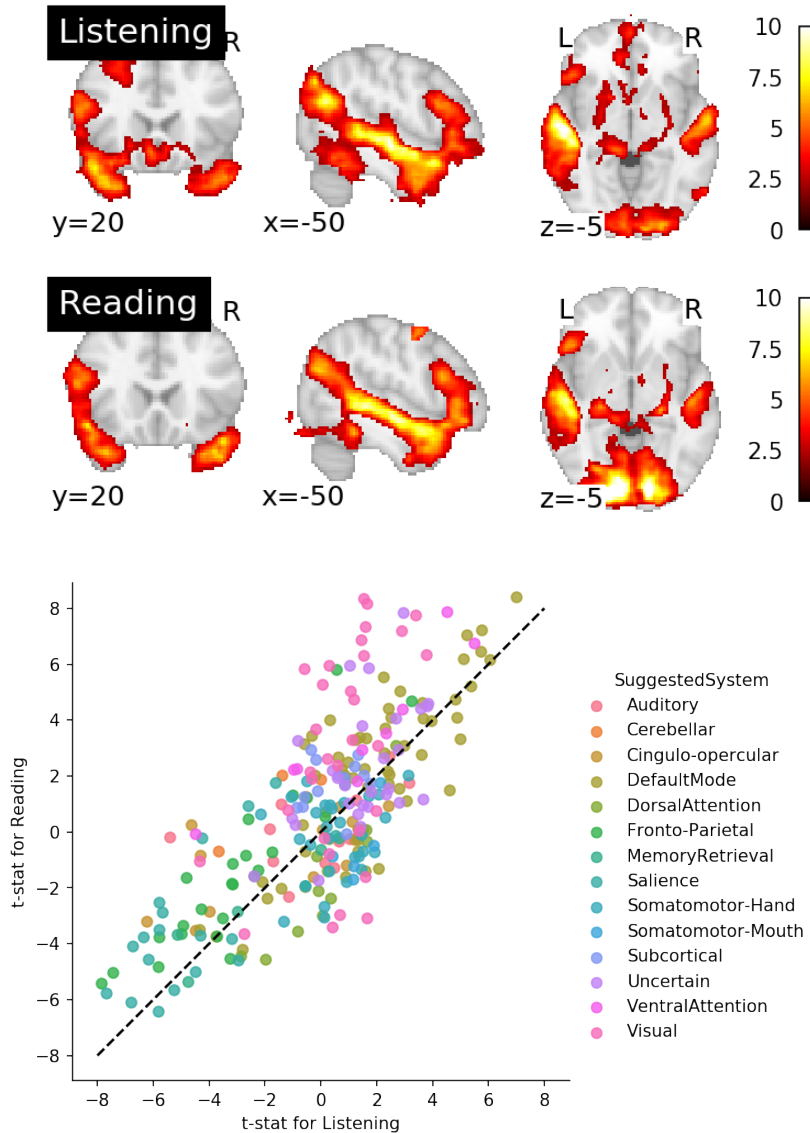 Listening
R
L R
y=20 x=-50 z=-5
10
7.5
5
2.5
0
Reading
R
L R
y=20 x=-50 z=-5
10
7.5
5
2.5
0
t-stat for Reading
8
6
4
2
0
−2
−4
−6
−8
−8 −6 −4 −2 0 2 4 6 8
t-stat for Listening
SuggestedSystem
Auditory
Cerebellar
Cingulo-opercular
DefaultMode
DorsalAttention
Fronto-Parietal
MemoryRetrieval
Salience
Somatomotor-Hand
Somatomotor-Mouth
Subcortical
Uncertain
VentralAttention
Visual